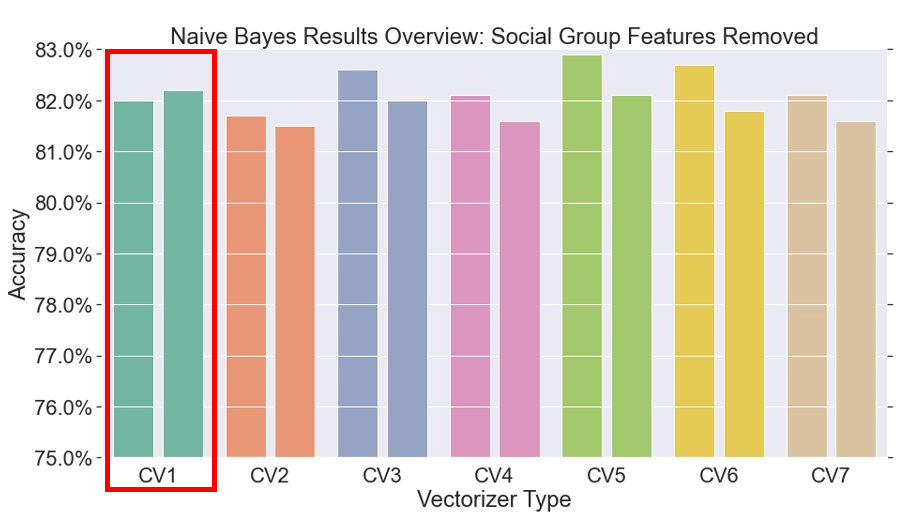 Naive Bayes Results Overview: Social Group Features Removed
83.0%
82.0%
81.0%
80.0%
79.0%
78.0%
77.0%
76.0%
75.0%
Accuracy
CV1 CV2 CV3 CV4 CV5 CV6 CV7
Vectorizer Type